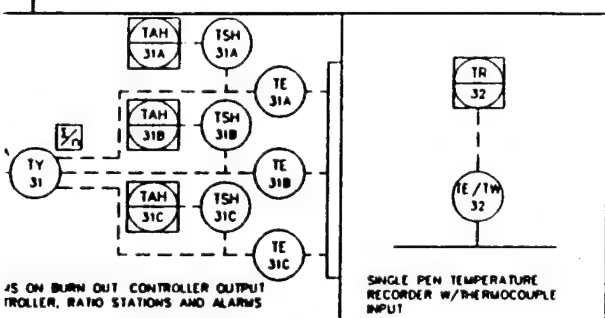 TAH 31A
TSH 31A
TE 31A
TAH 31B
TSH 31B
TE 31B
TY 31
TAH 31C
TSH 31C
TE 31C
ON BURN OUT CONTROLLER OUTPUT
RATIO STATIONS AND ALARMS
TR 32
TE/TW 32
SINGLE PEN TEMPERATURE
RECORDER W/THERMOCOUPLE
INPUT